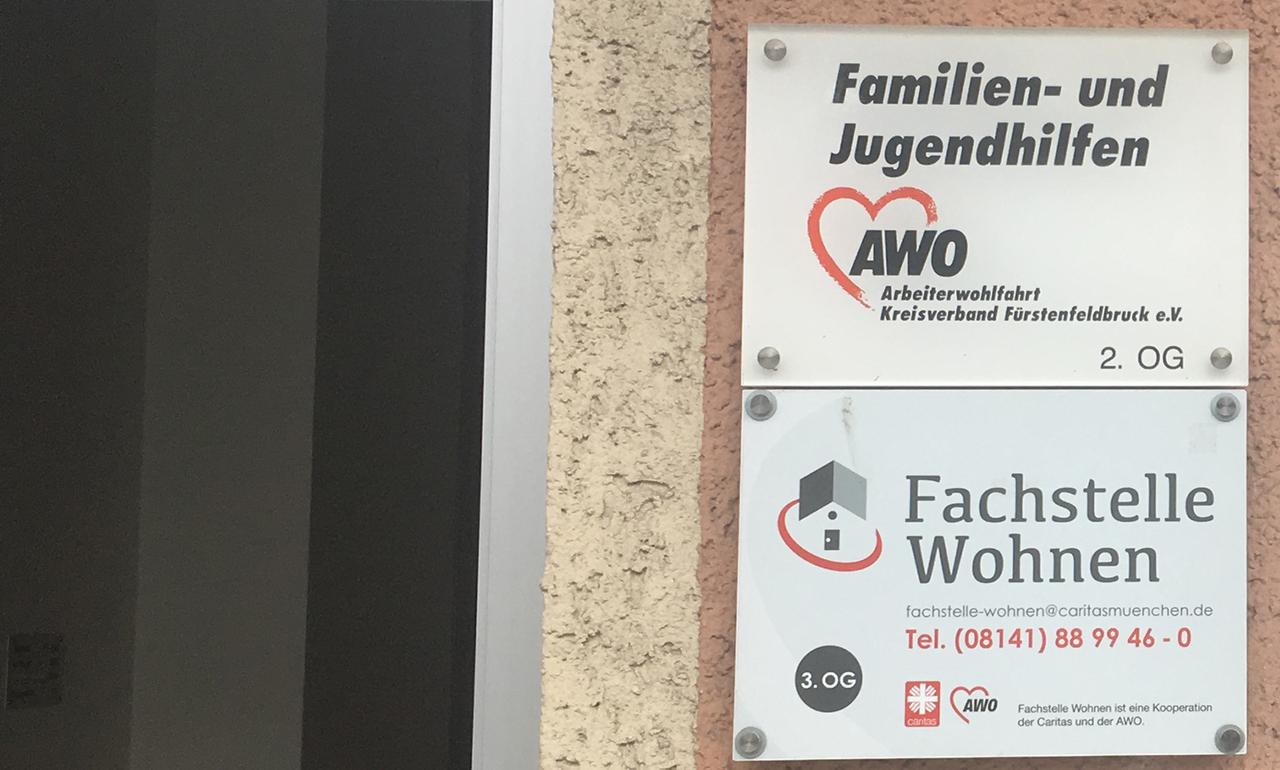 Familien- und
Jugendhilfen
AWO
Arbeiterwohlfahrt
Kreisverband Fürstenfeldbruck e.V.
2. OG
Fachstelle
Wohnen
fachstelle-wohnen@caritasmuenchen.de
Tel. (08141) 88 99 46 - 0
3. OG
caritas
AWO
Fachstelle Wohnen ist eine Kooperation
der Caritas und der AWO.